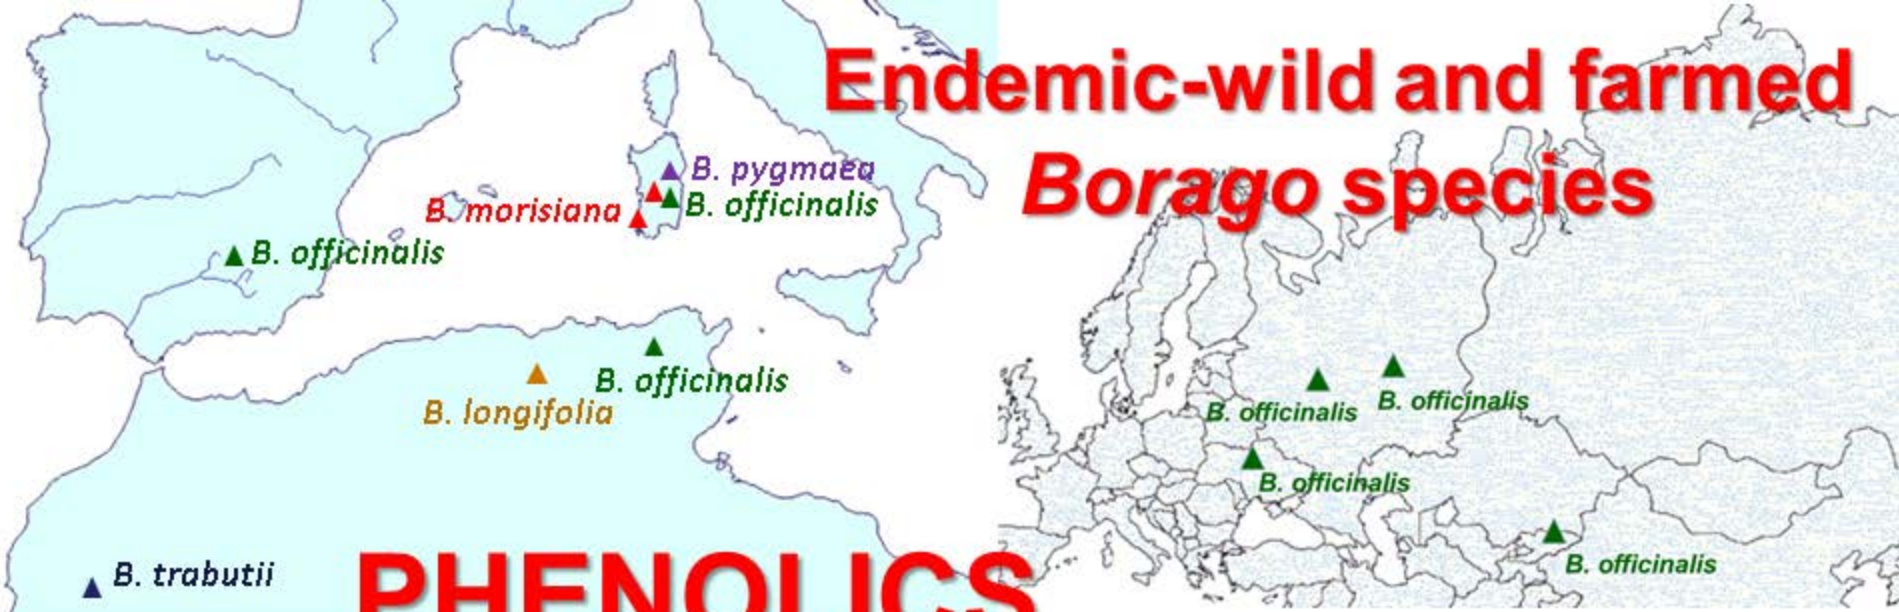 Endemic-wild and farmed
Borago species
B. pygmaea
B. morisiana
B. officinalis
B. officinalis
B. officinalis
B. longifolia
B. trabutii
PHENOLICS
B. officinalis
B. officinalis
B. officinalis
B. officinalis